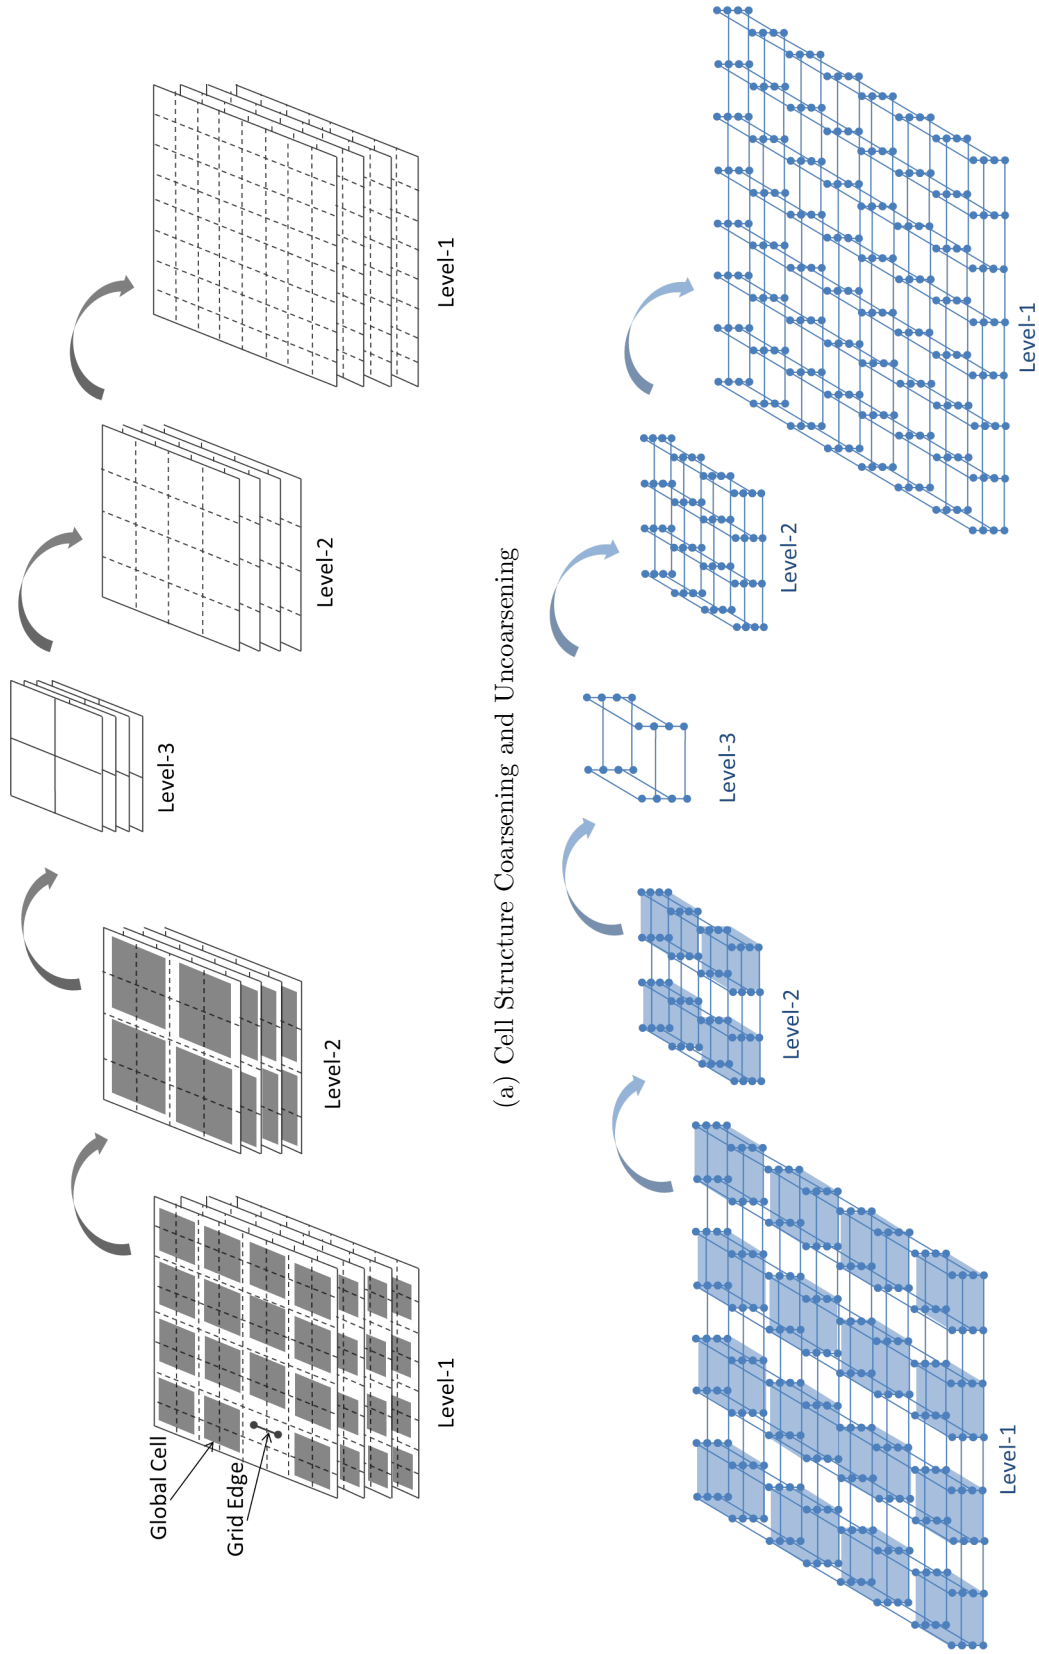 Global Cell
Grid Edge
Level-1
Level-2
Level-3
Level-2
Level-1
(a) Cell Structure Coarsening and Uncoarsening
Level-1
Level-2
Level-3
Level-2
Level-1